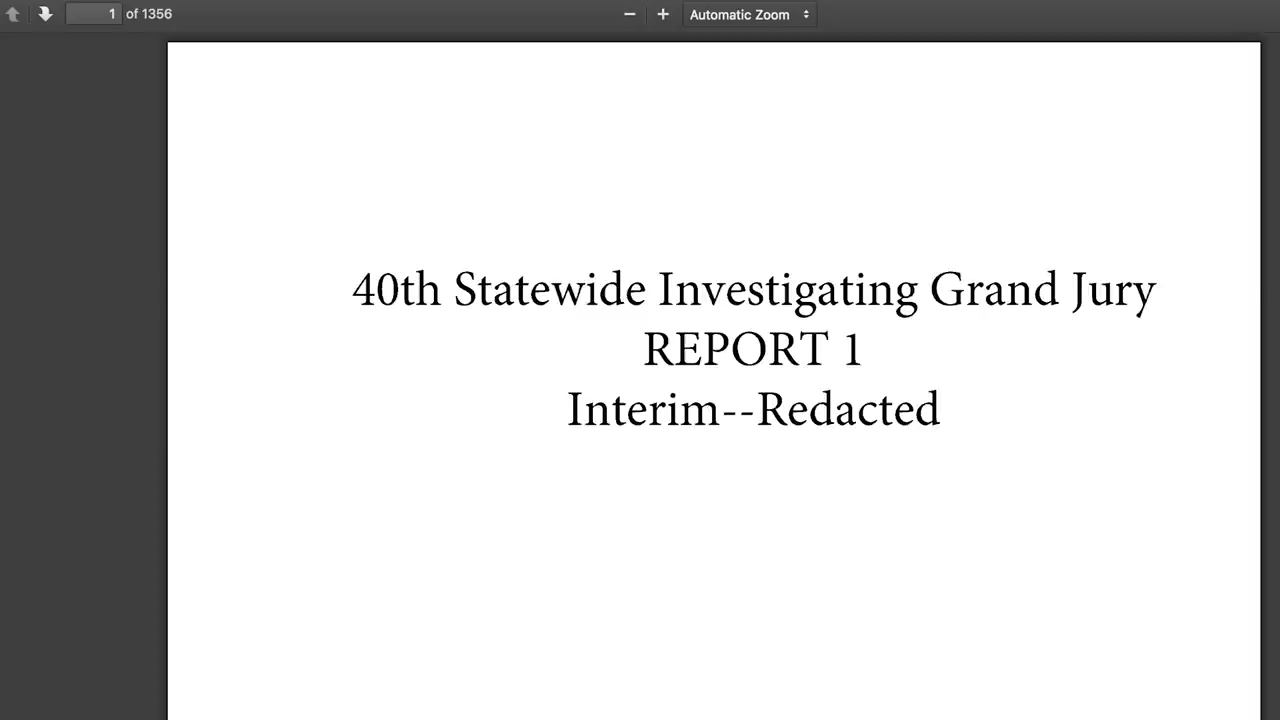 1 of 1356
Automatic Zoom
40th Statewide Investigating Grand Jury
REPORT 1
Interim--Redacted